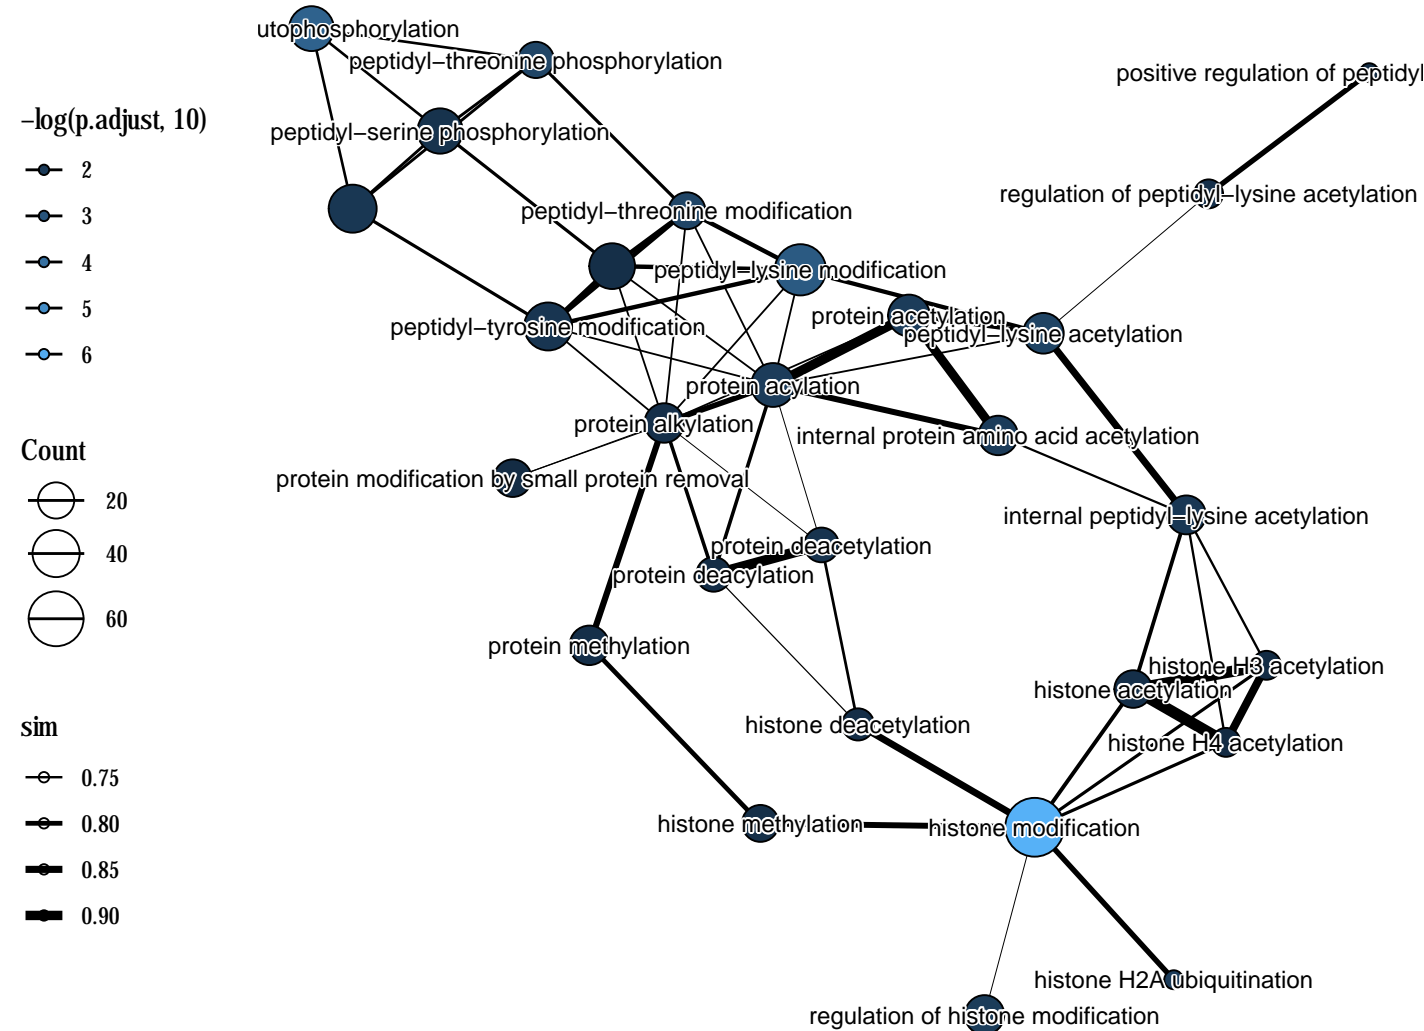 utophosphorylation
peptidyl−threonine phosphorylation
positive regulation of peptidyl
−log(p.adjust, 10)
peptidyl−serine phosphorylation
2
regulation of peptidyl−lysine acetylation
3
peptidyl−threonine modification
4
peptidyl−lysine modification
5
protein acetylation
peptidyl−tyrosine modification
peptidyl−lysine acetylation
6
protein acylation
protein alkylation
internal protein amino acid acetylation
Count
protein modification by small protein removal
20
internal peptidyl−lysine acetylation
40
protein deacetylation
protein deacylation
60
protein methylation
histone H3 acetylation
histone acetylation
sim
histone deacetylation
histone H4 acetylation
0.75
0.80
histone methylation
histone modification
0.85
0.90
histone H2A ubiquitination
regulation of histone modification